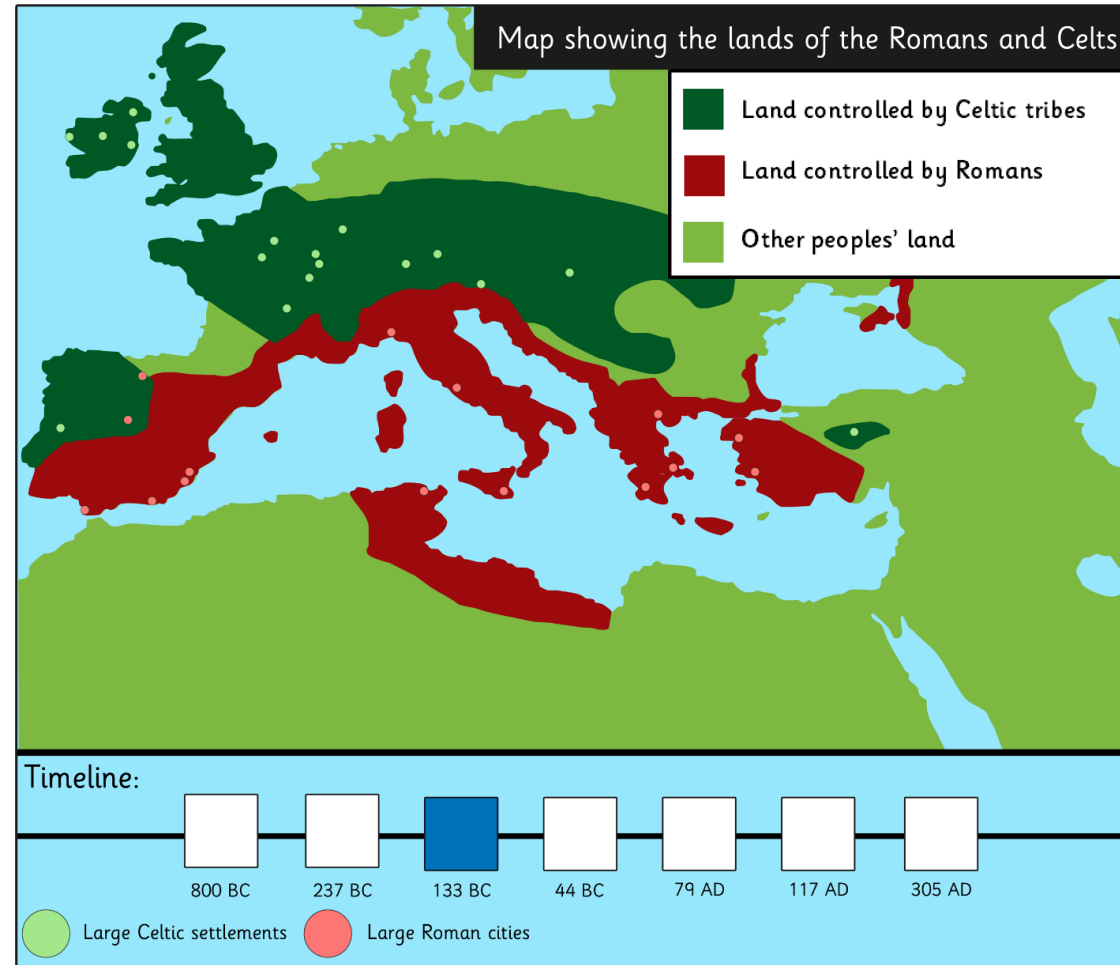 Map showing the lands of the Romans and Celts
Land controlled by Celtic tribes
Land controlled by Romans
Other peoples’ land
Timeline:
800 BC
237 BC
133 BC
44 BC
79 AD
117 AD
305 AD
Large Celtic settlements
Large Roman cities